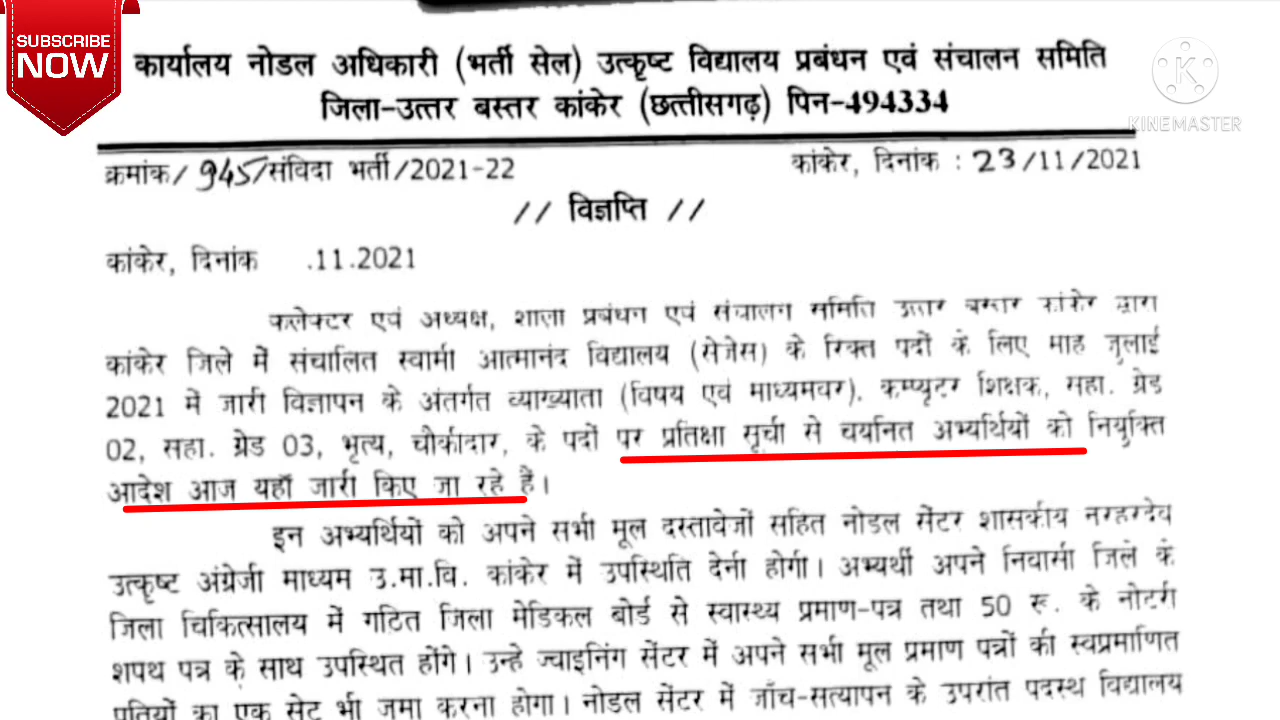 SUBSCRIBE
NOW
K
KINEMASTER
कार्यालय नोडल अधिकारी (भर्ती सेल) उत्कृष्ट विद्यालय प्रबंधन एवं संचालन समिति
जिला-उत्तर बस्तर कांकेर (छत्तीसगढ़) पिन-494334
क्रमांक/945/संविदा भर्ती/2021-22 कांकेर, दिनांक : 23/11/2021
// विज्ञप्ति //
कांकेर, दिनांक .11.2021
कलेक्टर एवं अध्यक्ष, शाला प्रबंधन एवं संचालन समिति उत्तर बस्तर कांकेर द्वारा
कांकेर जिले में संचालित स्वामी आत्मानंद विद्यालय (सेजेस) के रिक्त पदों के लिए माह जुलाई
2021 में जारी विज्ञापन के अंतर्गत व्याख्याता (विषय एवं माध्यमवार), कम्प्यूटर शिक्षक, सहा. ग्रेड
02, सहा. ग्रेड 03, भृत्य, चौकीदार, के पदों पर प्रतिक्षा सूची से चयनित अभ्यर्थियों को नियुक्ति
आदेश आज यहाँ जारी किए जा रहे हैं।
इन अभ्यर्थियों को अपने सभी मूल दस्तावेजों सहित नोडल सेंटर शासकीय नरहरदेव
उत्कृष्ट अंग्रेजी माध्यम उ.मा.वि. कांकेर में उपस्थिति देनी होगी। अभ्यर्थी अपने निवासी जिले के
जिला चिकित्सालय में गठित जिला मेडिकल बोर्ड से स्वास्थ्य प्रमाण-पत्र तथा 50 रू. के नोटरी
शपथ पत्र के साथ उपस्थित होंगे। उन्हे ज्वाइनिंग सेंटर में अपने सभी मूल प्रमाण पत्रों की स्वप्रमाणित
प्रतियों का एक सेट भी जमा करना होगा। नोडल सेंटर में जाँच-सत्यापन के उपरांत पदस्थ विद्यालय